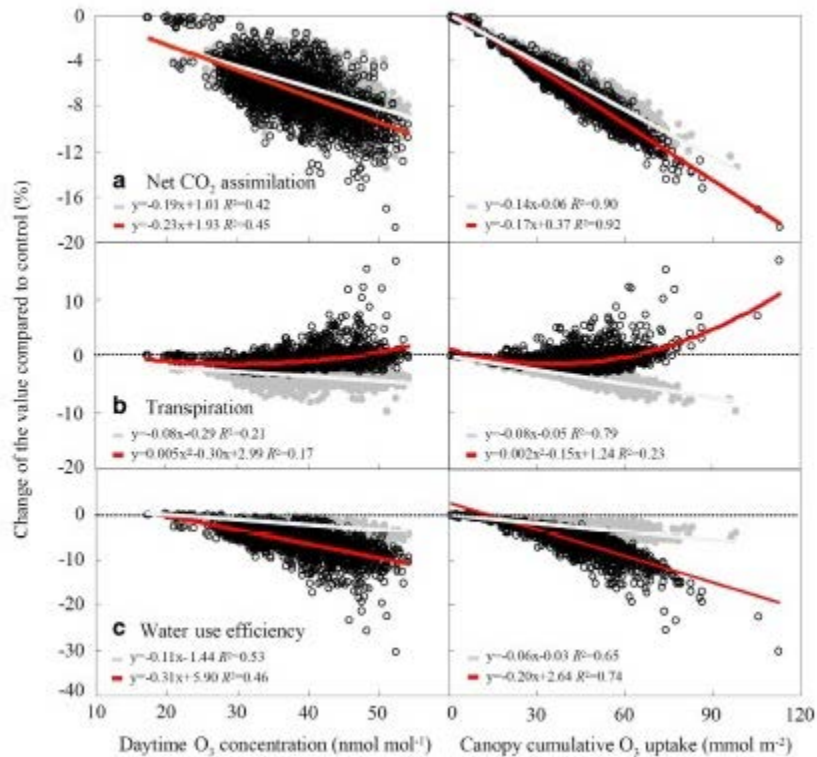 Change of the value compared to control (%)
0
-4
-8
-12
-16
-20
a Net CO₂ assimilation
y=-0.19x+1.01 R²=0.42
y=-0.23x+1.93 R²=0.45
y=-0.14x-0.06 R²=0.90
y=-0.17x+0.37 R²=0.92
10
0
-10
-20
b Transpiration
y=-0.08x-0.29 R²=0.21
y=0.005x²-0.30x+2.99 R²=0.17
y=-0.08x-0.05 R²=0.79
y=0.002x²-0.15x+1.24 R²=0.23
0
-10
-20
-30
-40
c Water use efficiency
y=-0.11x-1.44 R²=0.53
y=-0.31x+5.90 R²=0.46
y=-0.06x-0.03 R²=0.65
y=-0.20x+2.64 R²=0.74
10 20 30 40 50 0 30 60 90 120
Daytime O₃ concentration (nmol mol⁻¹)
Canopy cumulative O₃ uptake (mmol m⁻²)